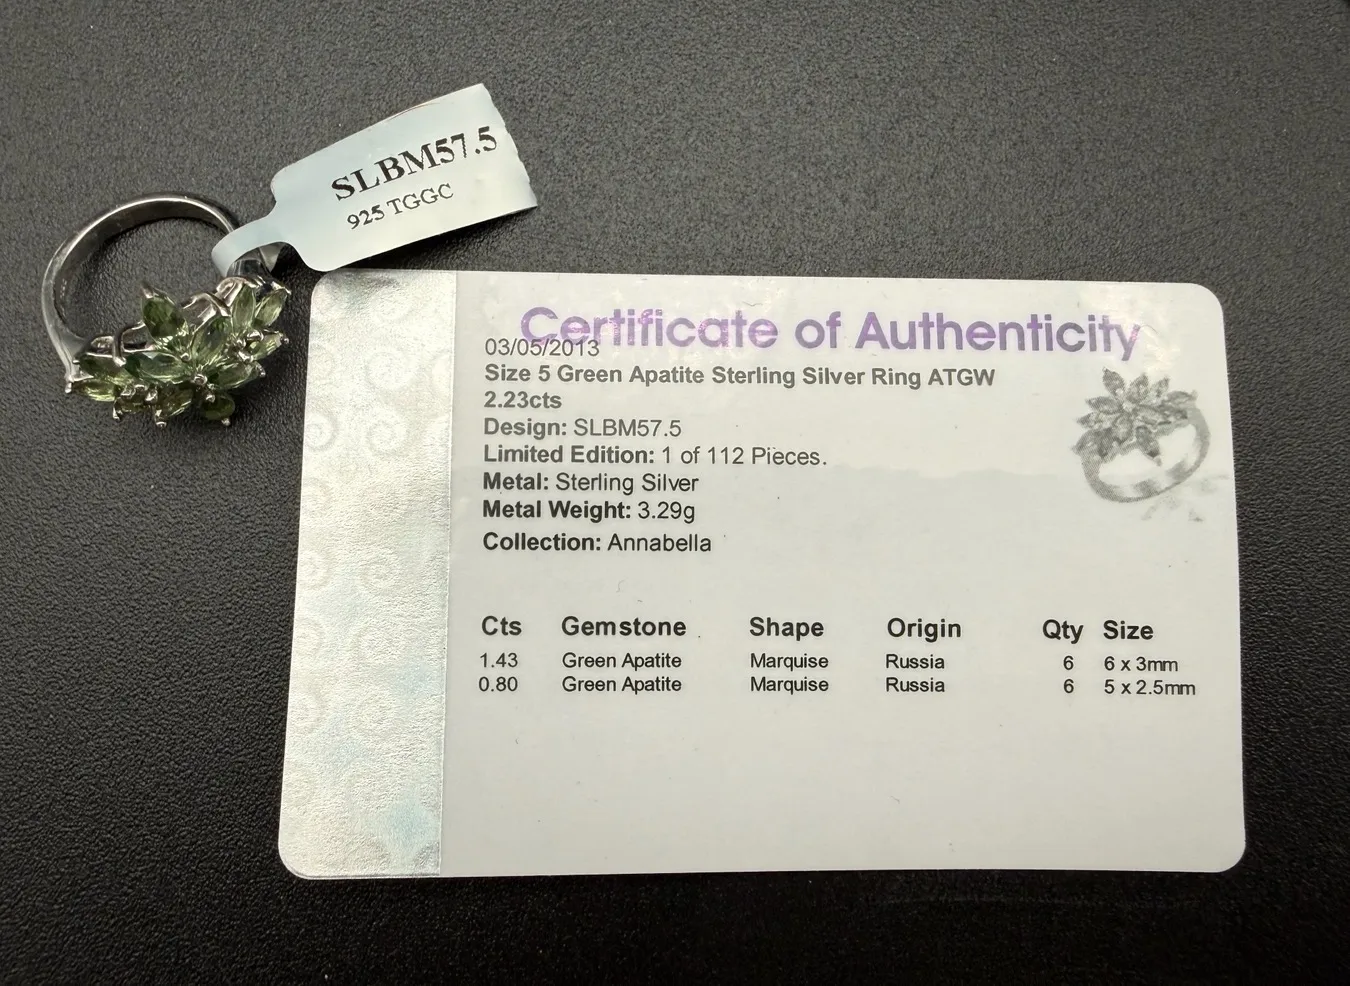 SLBM57.5
925 TGGC
Certificate of Authenticity
03/05/2013
Size 5 Green Apatite Sterling Silver Ring ATGW
2.23cts
Design: SLBM57.5
Limited Edition: 1 of 112 Pieces.
Metal: Sterling Silver
Metal Weight: 3.29g
Collection: Annabella
Cts Gemstone Shape Origin Qty Size
1.43 Green Apatite Marquise Russia 6 6 x 3mm
0.80 Green Apatite Marquise Russia 6 5 x 2.5mm